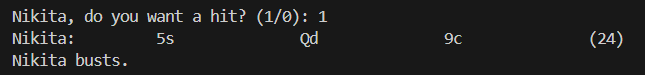 Nikita, do you want a hit? (1/0): 1
Nikita: 5s Qd 9c (24)
Nikita busts.